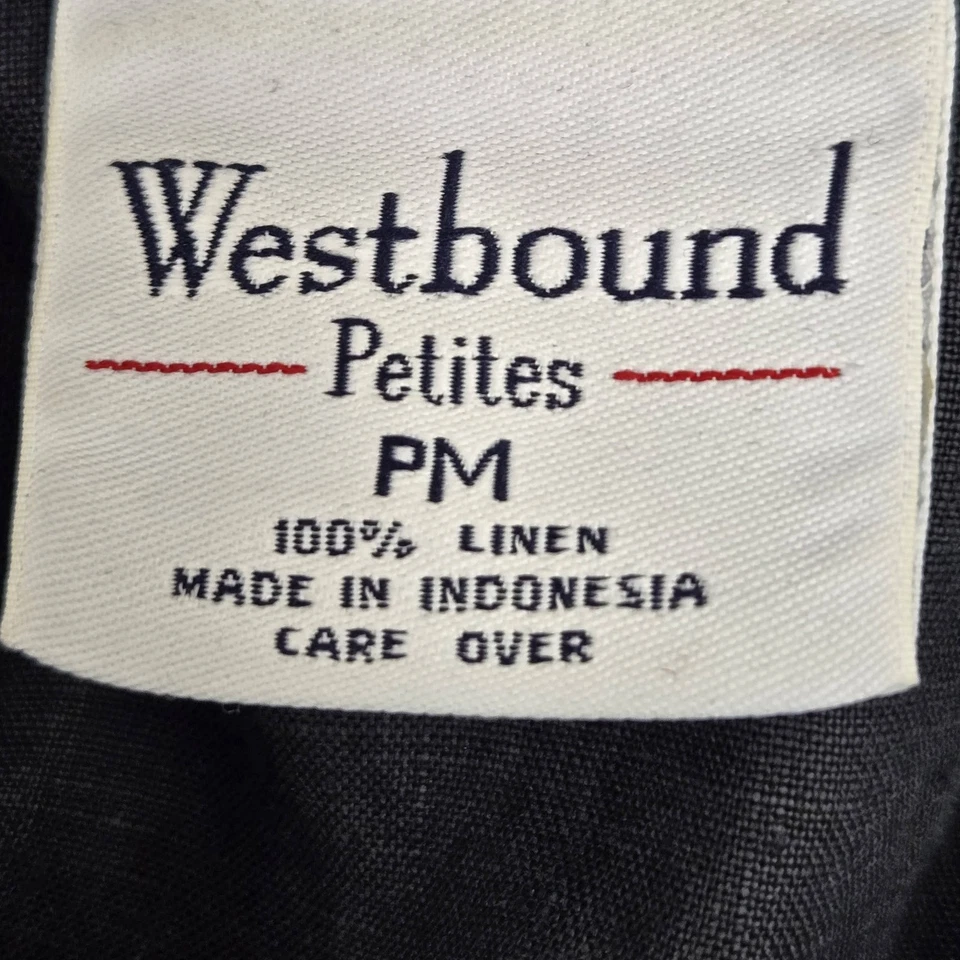 Westbound
Petites
PM
100% LINEN
MADE IN INDONESIA
CARE OVER